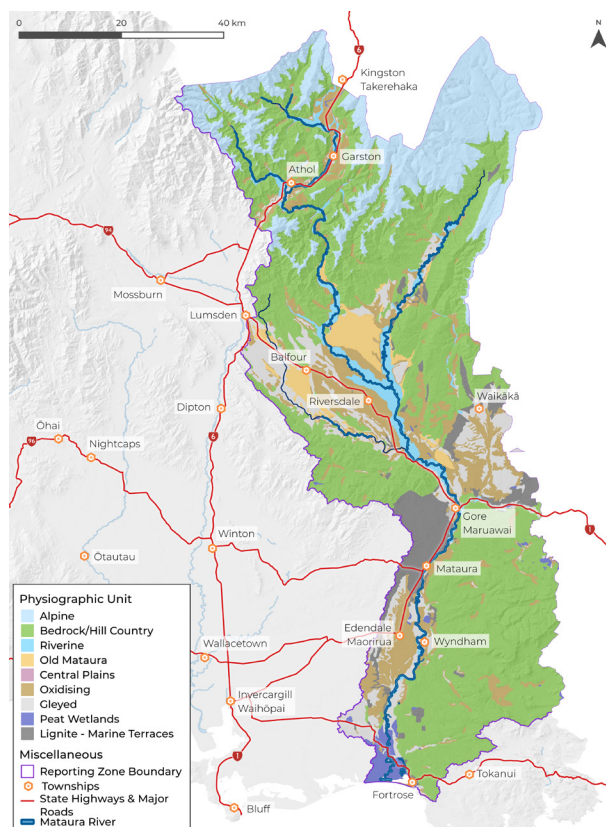 0
20
40 km
N
6
Kingston
Takerehaka
Garston
Athol
94
Mossburn
Lumsden
Balfour
Riversdale
Waikākā
Dipton
Ōhai
96
Nightcaps
6
Gore
Maruawai
1
Winton
Ōtautau
Mataura
Edendale
Maorirua
Wyndham
Wallacetown
Invercargill
Waihōpai
1
Tokanui
Fortrose
Bluff
Physiographic Unit
Alpine
Bedrock/Hill Country
Riverine
Old Mataura
Central Plains
Oxidising
Gleyed
Peat Wetlands
Lignite - Marine Terraces
Miscellaneous
Reporting Zone Boundary
Townships
State Highways & Major
Roads
Mataura River